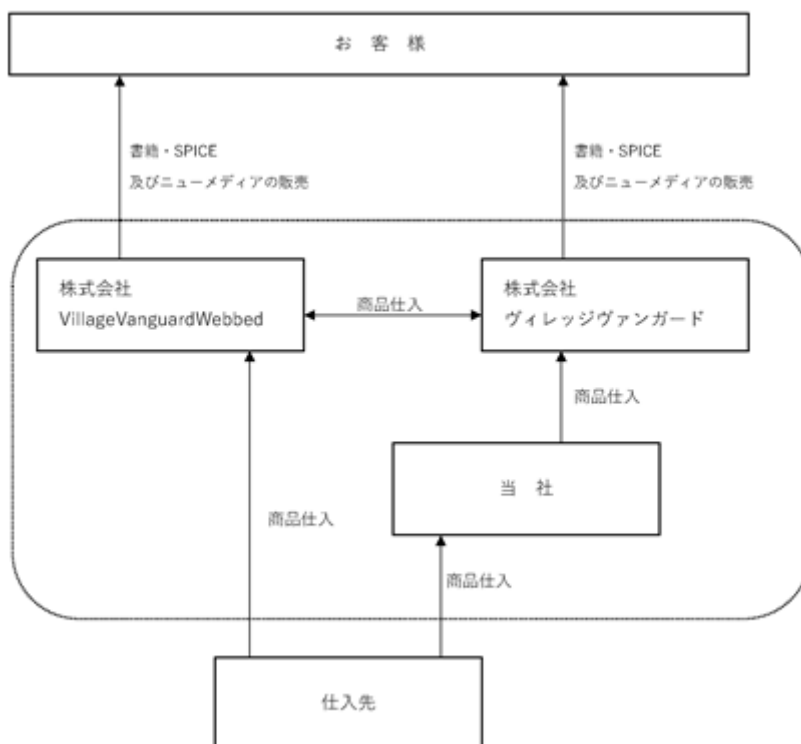 お 客 様
書籍・SPICE
及びニューメディアの販売
書籍・SPICE
及びニューメディアの販売
株式会社
VillageVanguardWebbed
商品仕入
株式会社
ヴィレッジヴァンガード
商品仕入
当 社
商品仕入
商品仕入
仕入先